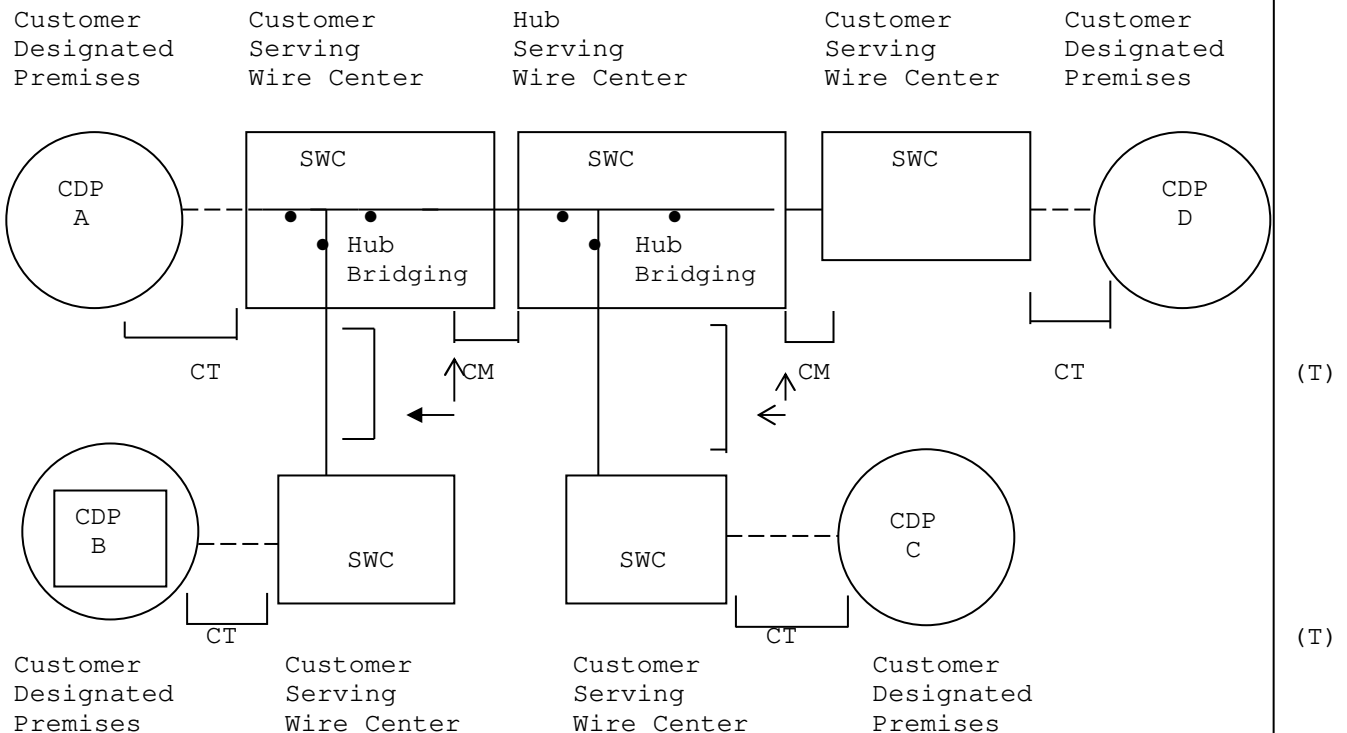 Customer Customer Hub Customer Customer
Designated Serving Serving Serving Designated
Premises Wire Center Wire Center Wire Center Premises
SWC SWC SWC
CDP CDP
A D
Hub Hub
Bridging Bridging
CT CM CM CT (T)
CDP CDP
B C
SWC SWC
CT CT (T)
Customer Customer Customer Customer
Designated Serving Serving Designated
Premises Wire Center Wire Center Premises